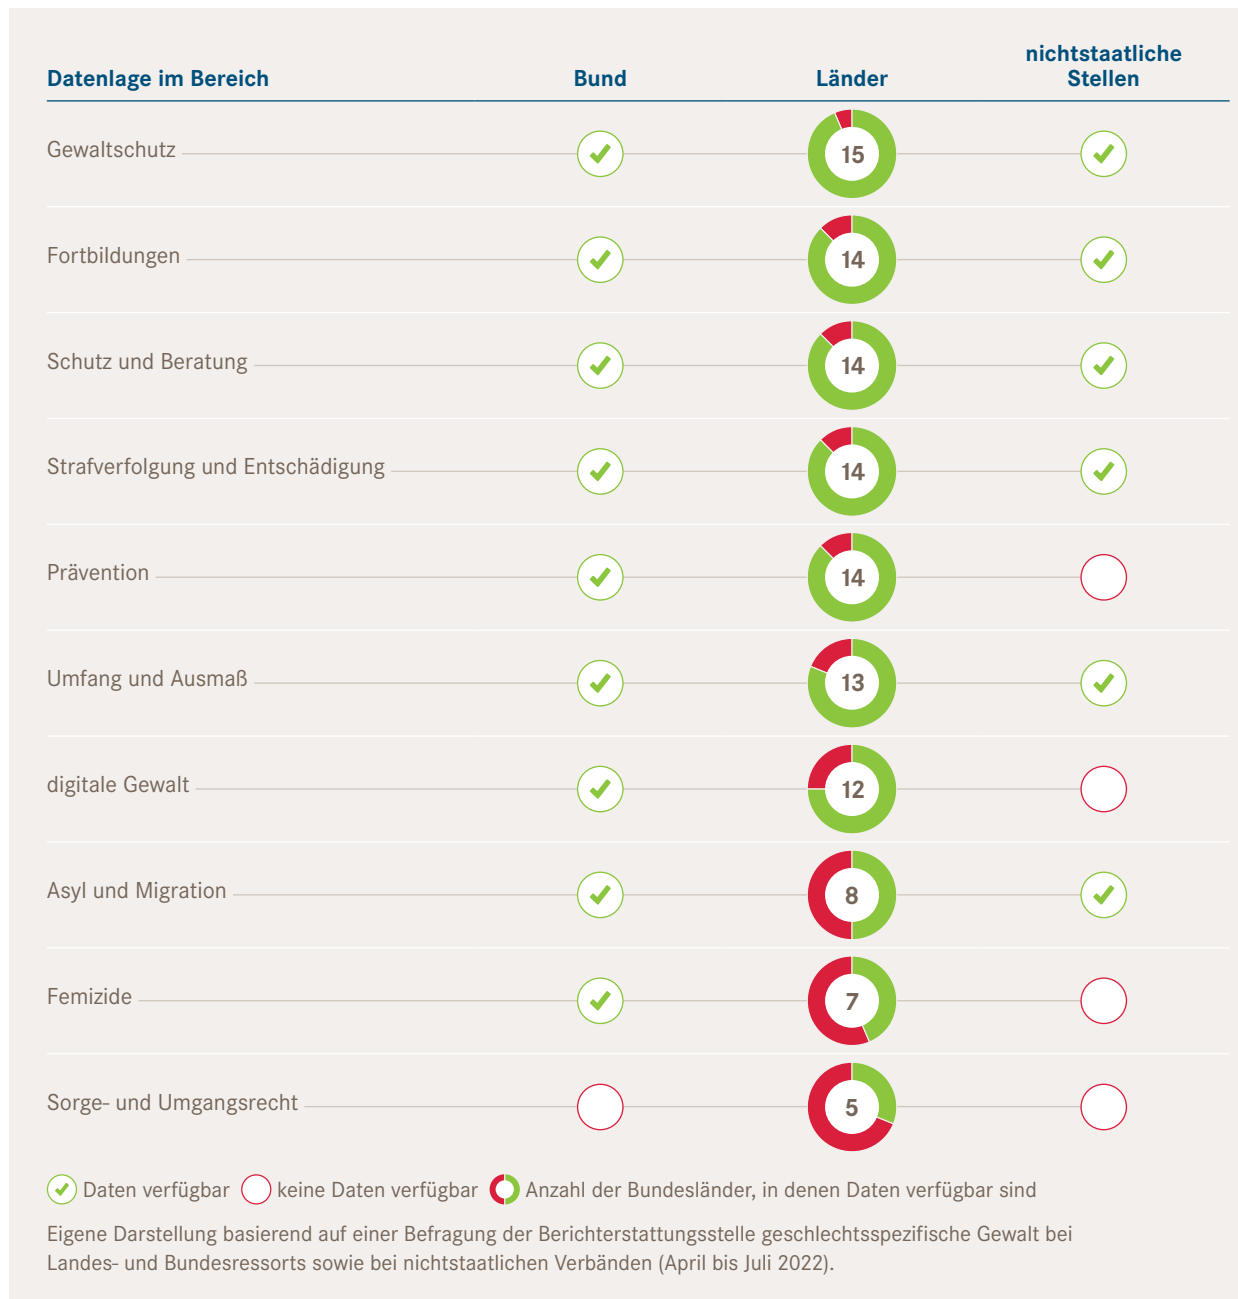 nichtstaatliche
Datenlage im Bereich Bund Länder Stellen
Gewaltschutz 15
Fortbildungen 14
Schutz und Beratung 14
Strafverfolgung und Entschädigung 14
Prävention 14
Umfang und Ausmaß 13
digitale Gewalt 12
Asyl und Migration 8
Femizide 7
Sorge- und Umgangsrecht 5
Daten verfügbar keine Daten verfügbar Anzahl der Bundesländer, in denen Daten verfügbar sind
Eigene Darstellung basierend auf einer Befragung der Berichterstattungsstelle geschlechtsspezifische Gewalt bei
Landes- und Bundesressorts sowie bei nichtstaatlichen Verbänden (April bis Juli 2022).